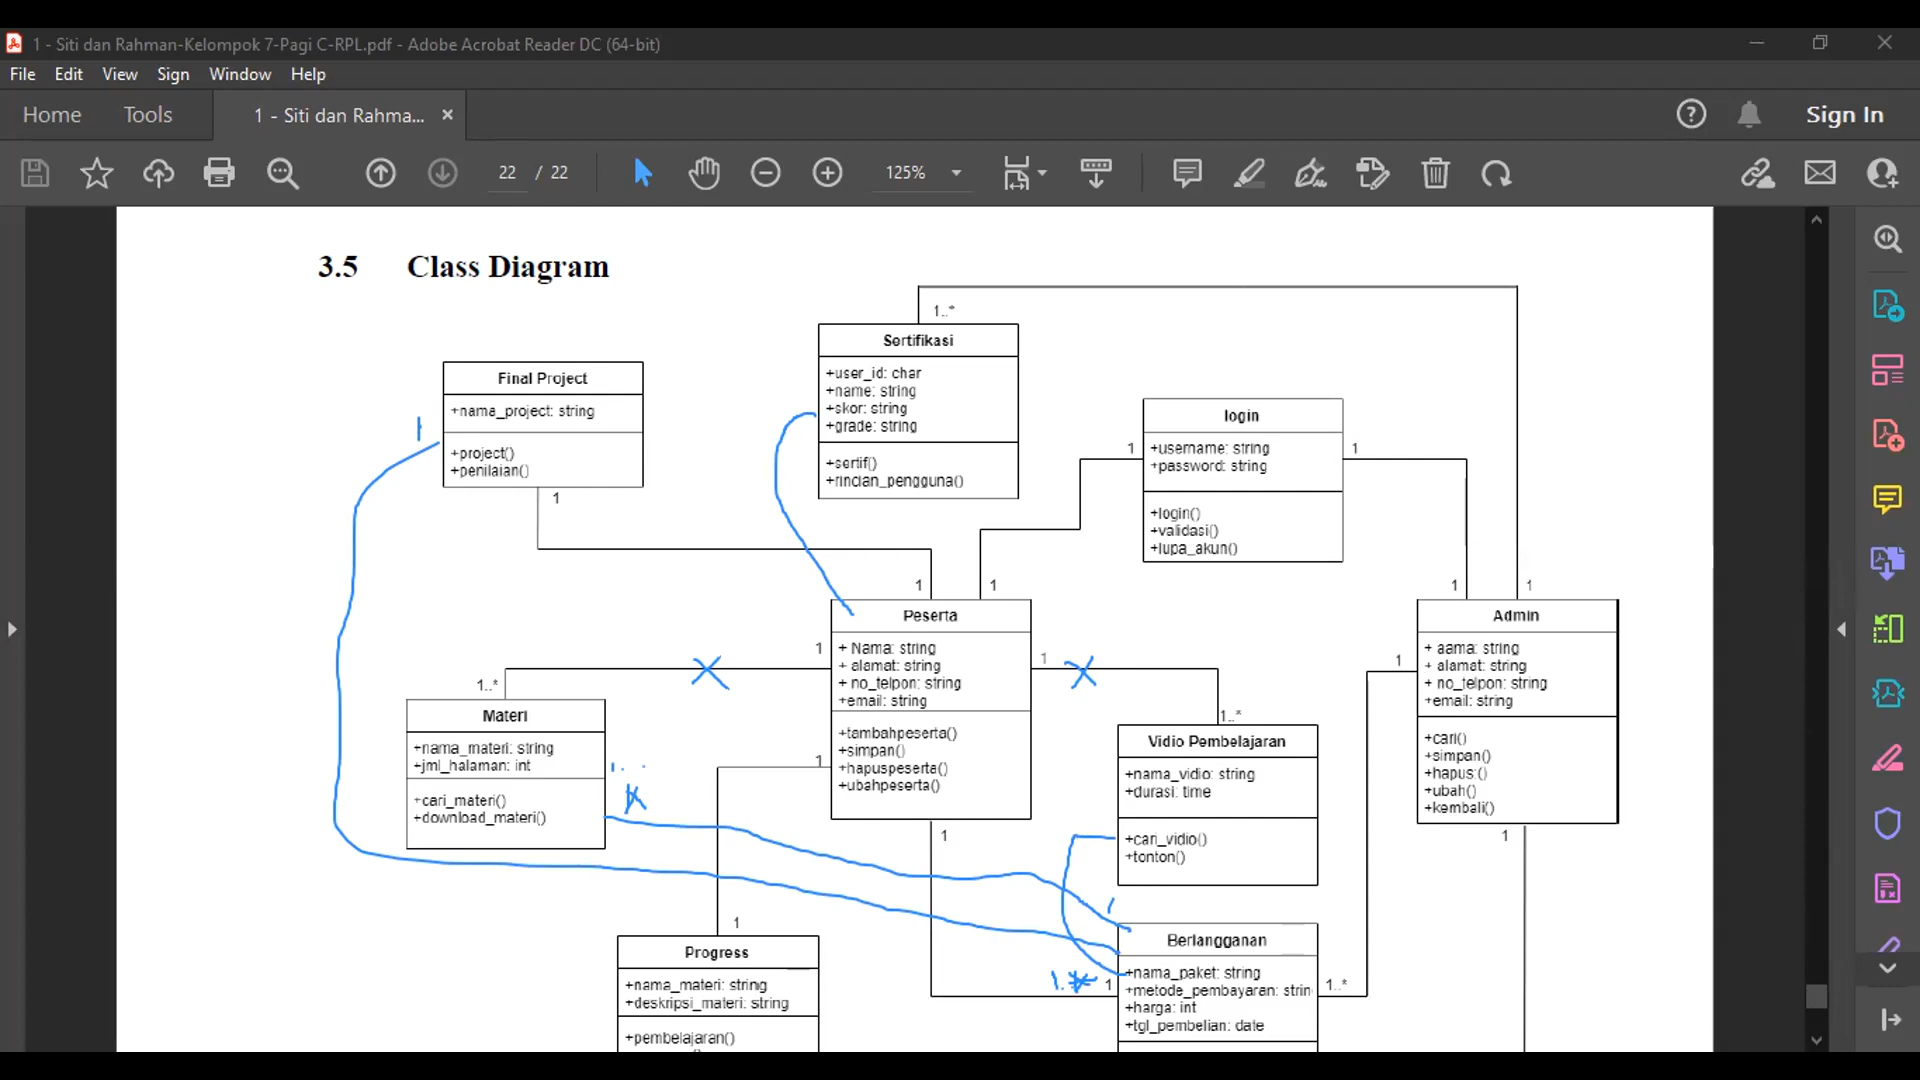 1 - Siti dan Rahman-Kelompok 7-Pagi C-RPL.pdf - Adobe Acrobat Reader DC (64-bit)
File Edit View Sign Window Help
Home Tools 1 - Siti dan Rahma... Sign In
22 / 22 125%
3.5 Class Diagram
1..*
Sertifikasi
+user_id: char
+name: string
+skor: string
+grade: string
+sertif()
+rincian_pengguna()
Final Project
+nama_project: string
+project()
+penilaian()
1
1
login
+username: string
+password: string
+login()
+validasi()
+lupa_akun()
1
1
1
1
1
1
Peserta
+ Nama: string
+ alamat: string
+ no_telpon: string
+email: string
+tambahpeserta()
+simpan()
+hapuspeserta()
+ubahpeserta()
1
1
1
1
Admin
+ aama: string
+ alamat: string
+ no_telpon: string
+email: string
+cari()
+simpan()
+hapus:()
+ubah()
+kembali()
1
1
1..*
Materi
+nama_materi: string
+jml_halaman: int
+cari_materi()
+download_materi()
1..*
Vidio Pembelajaran
+nama_vidio: string
+durasi: time
+cari_vidio()
+tonton()
1
Progress
+nama_materi: string
+deskripsi_materi: string
+pembelajaran()
Berlangganan
+nama_paket: string
+metode_pembayaran: strin
+harga: int
+tgl_pembelian: date
1..*
1
1..*